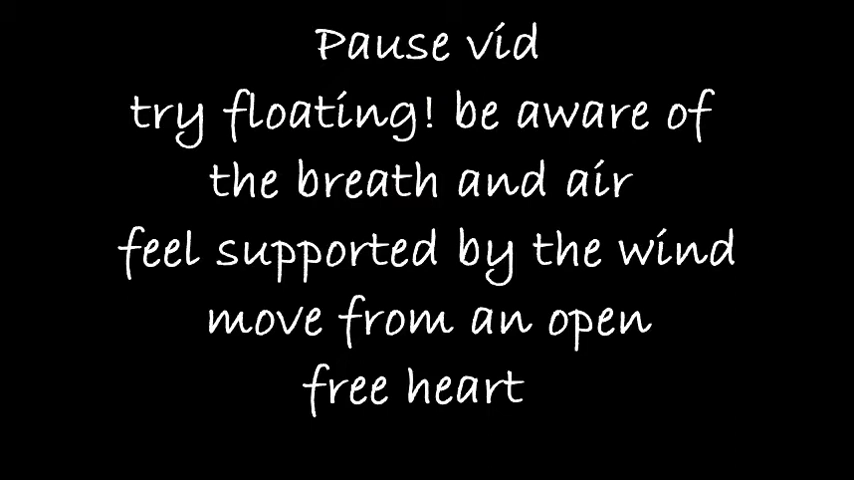 Pause vid
try floating! be aware of
the breath and air
feel supported by the wind
move from an open
free heart